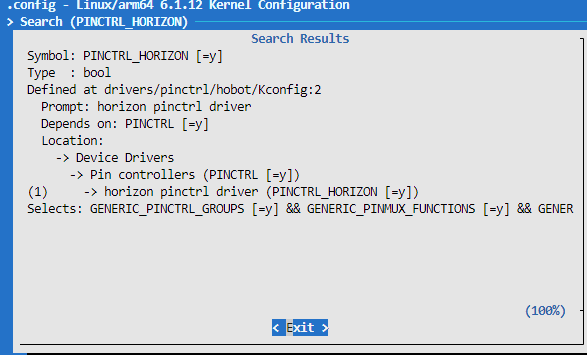 .config - Linux/arm64 6.1.12 Kernel Configuration
> Search (PINCTRL_HORIZON)
Search Results
Symbol: PINCTRL_HORIZON [=y]
Type : bool
Defined at drivers/pinctrl/hobot/Kconfig:2
Prompt: horizon pinctrl driver
Depends on: PINCTRL [=y]
Location:
-> Device Drivers
-> Pin controllers (PINCTRL [=y])
(1) -> horizon pinctrl driver (PINCTRL_HORIZON [=y])
Selects: GENERIC_PINCTRL_GROUPS [=y] && GENERIC_PINMUX_FUNCTIONS [=y] && GENER
(100%)
< Exit >